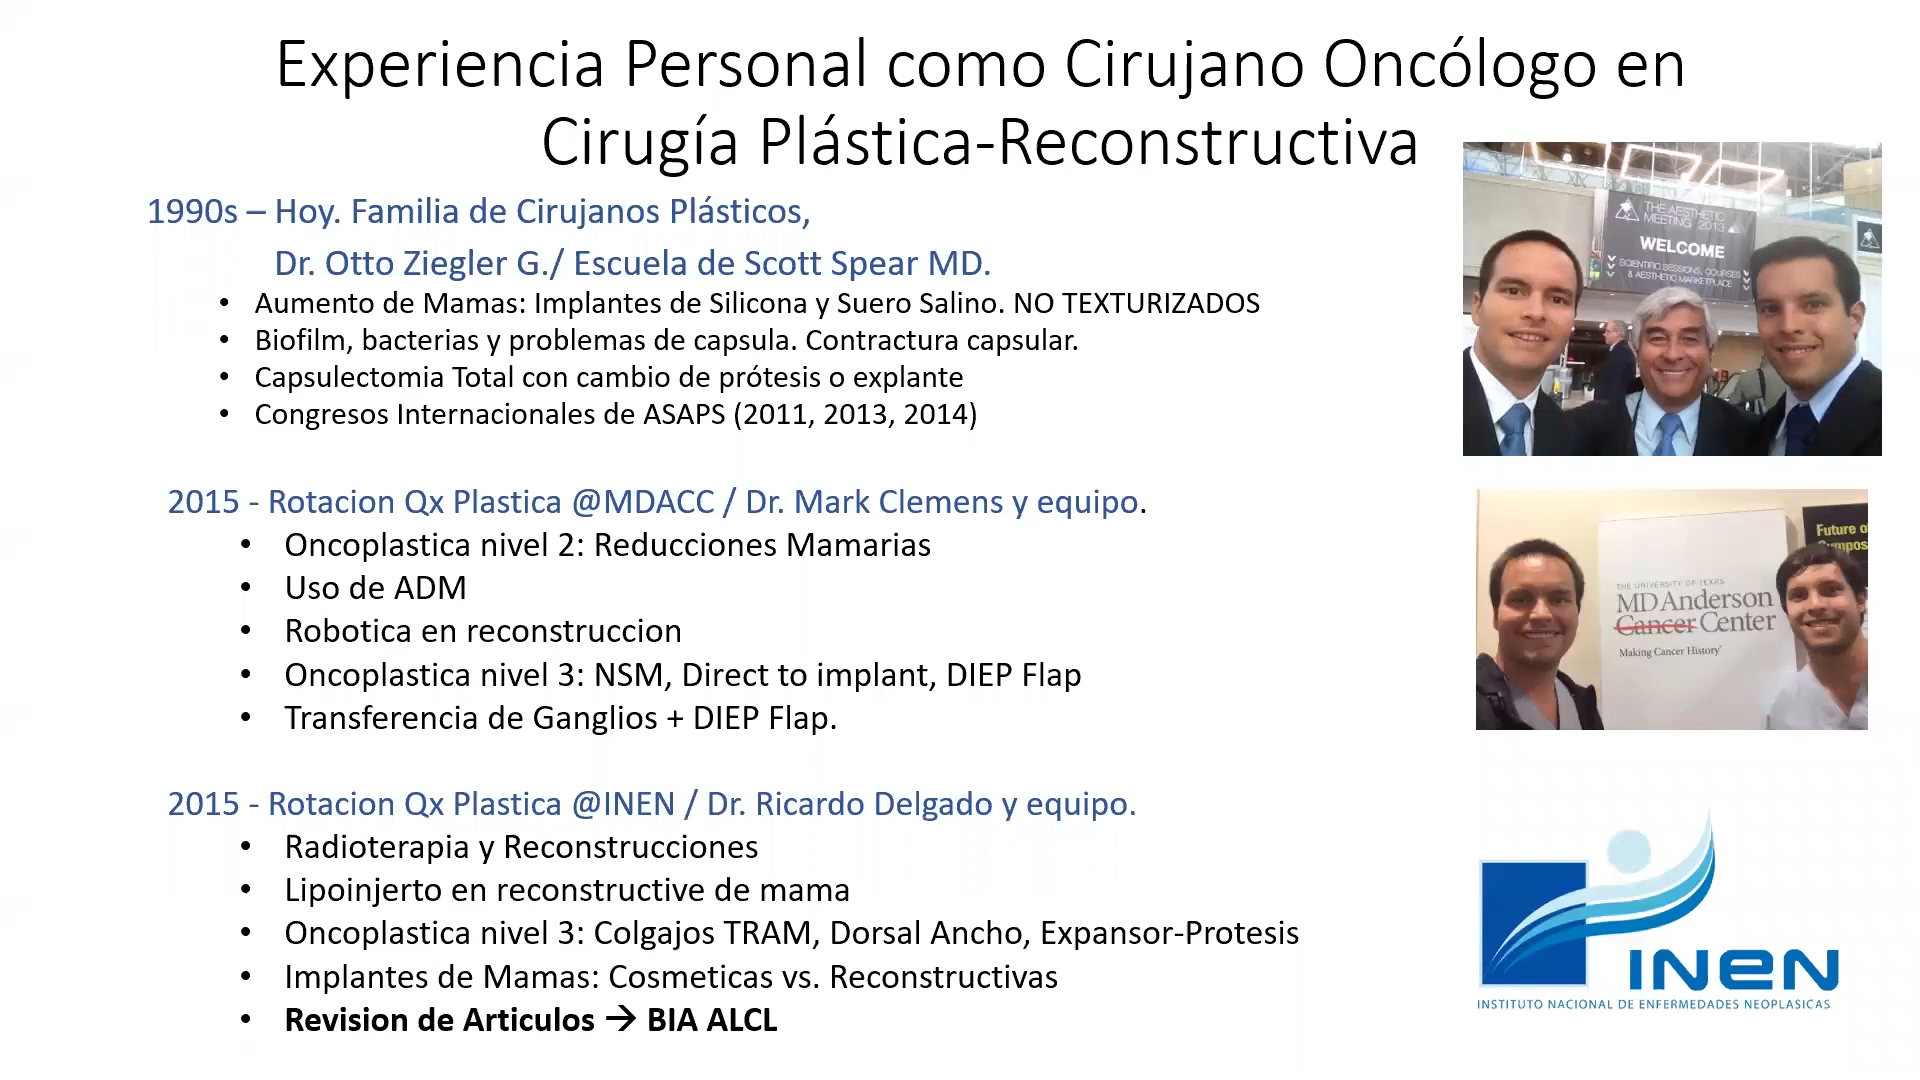 Experiencia Personal como Cirujano Oncólogo en
Cirugía Plástica-Reconstructiva
1990s – Hoy. Familia de Cirujanos Plásticos,
Dr. Otto Ziegler G./ Escuela de Scott Spear MD.
• Aumento de Mamas: Implantes de Silicona y Suero Salino. NO TEXTURIZADOS
• Biofilm, bacterias y problemas de capsula. Contractura capsular.
• Capsulectomia Total con cambio de prótesis o explante
• Congresos Internacionales de ASAPS (2011, 2013, 2014)
THE AESTHETIC
MEETING 2013
WELCOME
SCIENTIFIC SESSIONS, COURSES
& AESTHETIC MARKETPLACE
2015 - Rotacion Qx Plastica @MDACC / Dr. Mark Clemens y equipo.
• Oncoplastica nivel 2: Reducciones Mamarias
• Uso de ADM
• Robotica en reconstruccion
• Oncoplastica nivel 3: NSM, Direct to implant, DIEP Flap
• Transferencia de Ganglios + DIEP Flap.
Future
THE UNIVERSITY OF TEXAS
MD Anderson
Cancer Center
Making Cancer History®
2015 - Rotacion Qx Plastica @INEN / Dr. Ricardo Delgado y equipo.
• Radioterapia y Reconstrucciones
• Lipoinjerto en reconstructive de mama
• Oncoplastica nivel 3: Colgajos TRAM, Dorsal Ancho, Expansor-Protesis
• Implantes de Mamas: Cosmeticas vs. Reconstructivas
• Revision de Articulos → BIA ALCL
INEN
INSTITUTO NACIONAL DE ENFERMEDADES NEOPLASICAS